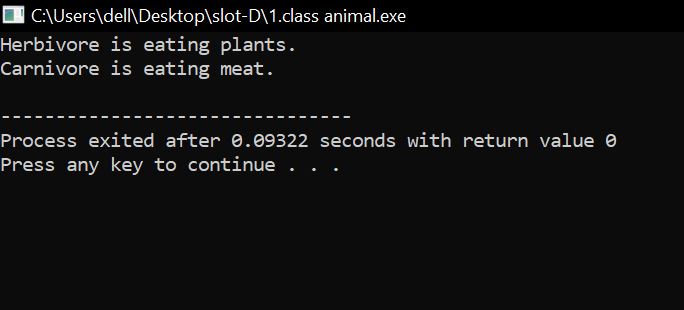 C:\Users\dell\Desktop\slot-D\1.class animal.exe
Herbivore is eating plants.
Carnivore is eating meat.
--------------------------------
Process exited after 0.09322 seconds with return value 0
Press any key to continue . . .